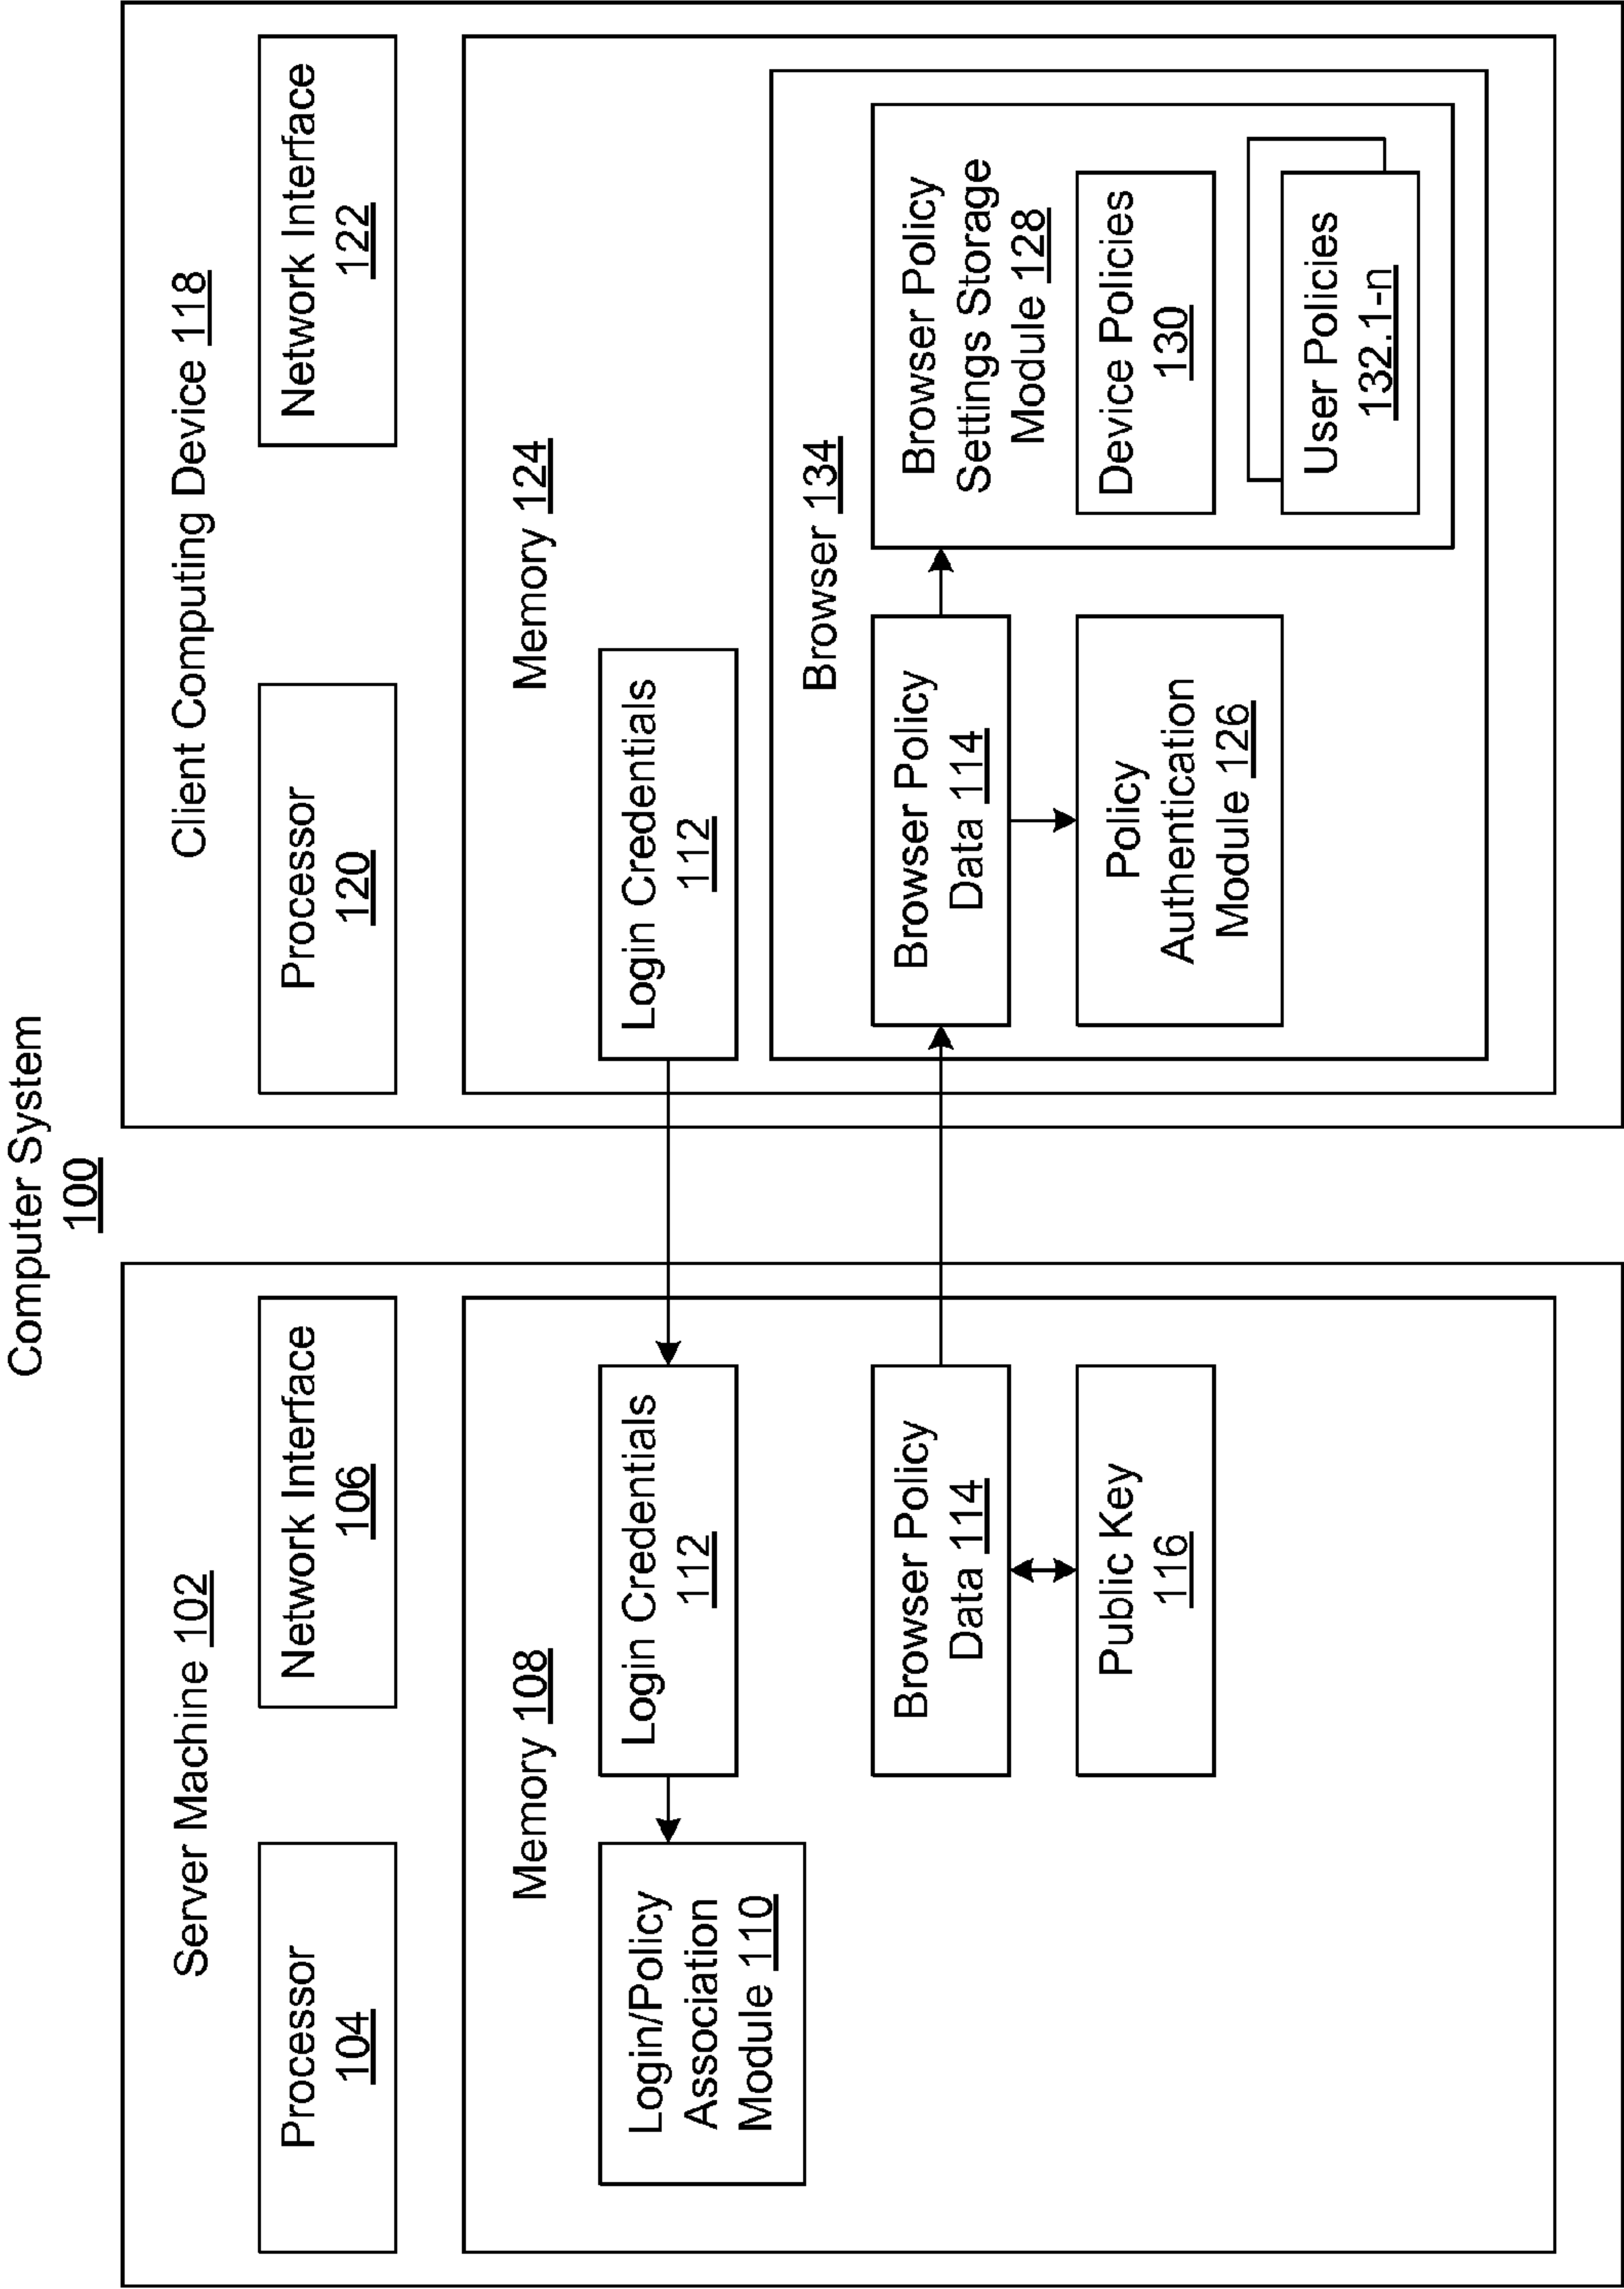 Computer System
100
Server Machine 102
Processor
104
Network Interface
106
Memory 108
Login/Policy
Association
Module 110
Login Credentials
112
Browser Policy
Data 114
Public Key
116
Client Computing Device 118
Processor
120
Network Interface
122
Memory 124
Login Credentials
112
Browser 134
Browser Policy
Data 114
Policy
Authentication
Module 126
Browser Policy
Settings Storage
Module 128
Device Policies
130
User Policies
132.1-n